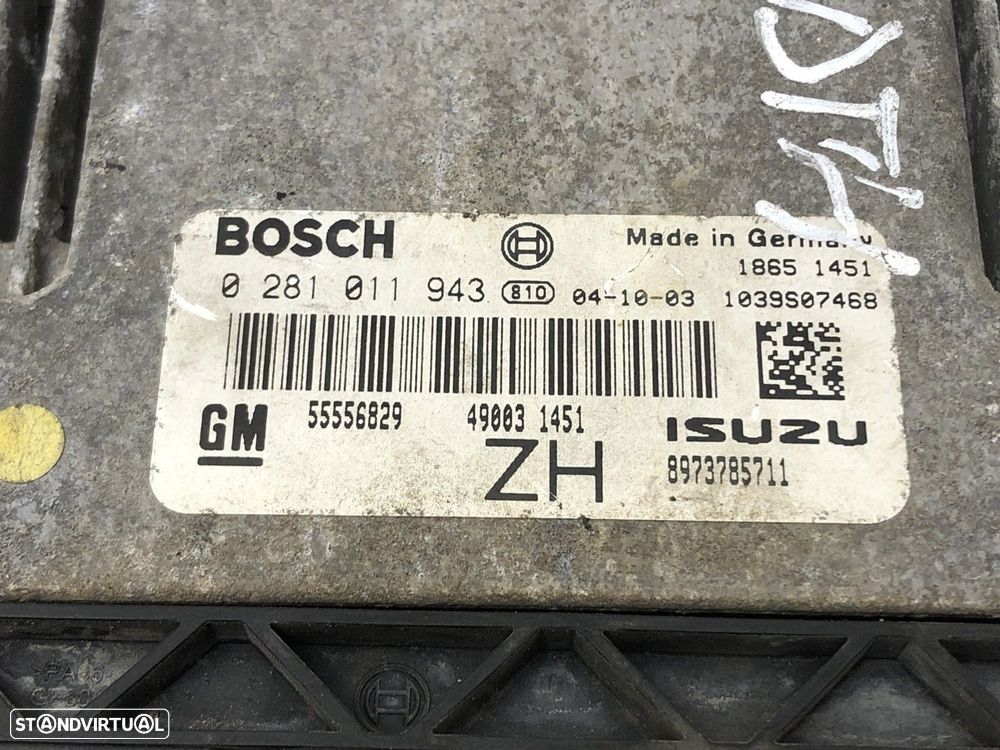 DTH
BOSCH Made in Germany
1865 1451
0 281 011 943 810 04-10-03 1039S07468
GM 55556829 49003 1451 ISUZU
ZH 8973785711
STANDVIRTUAL